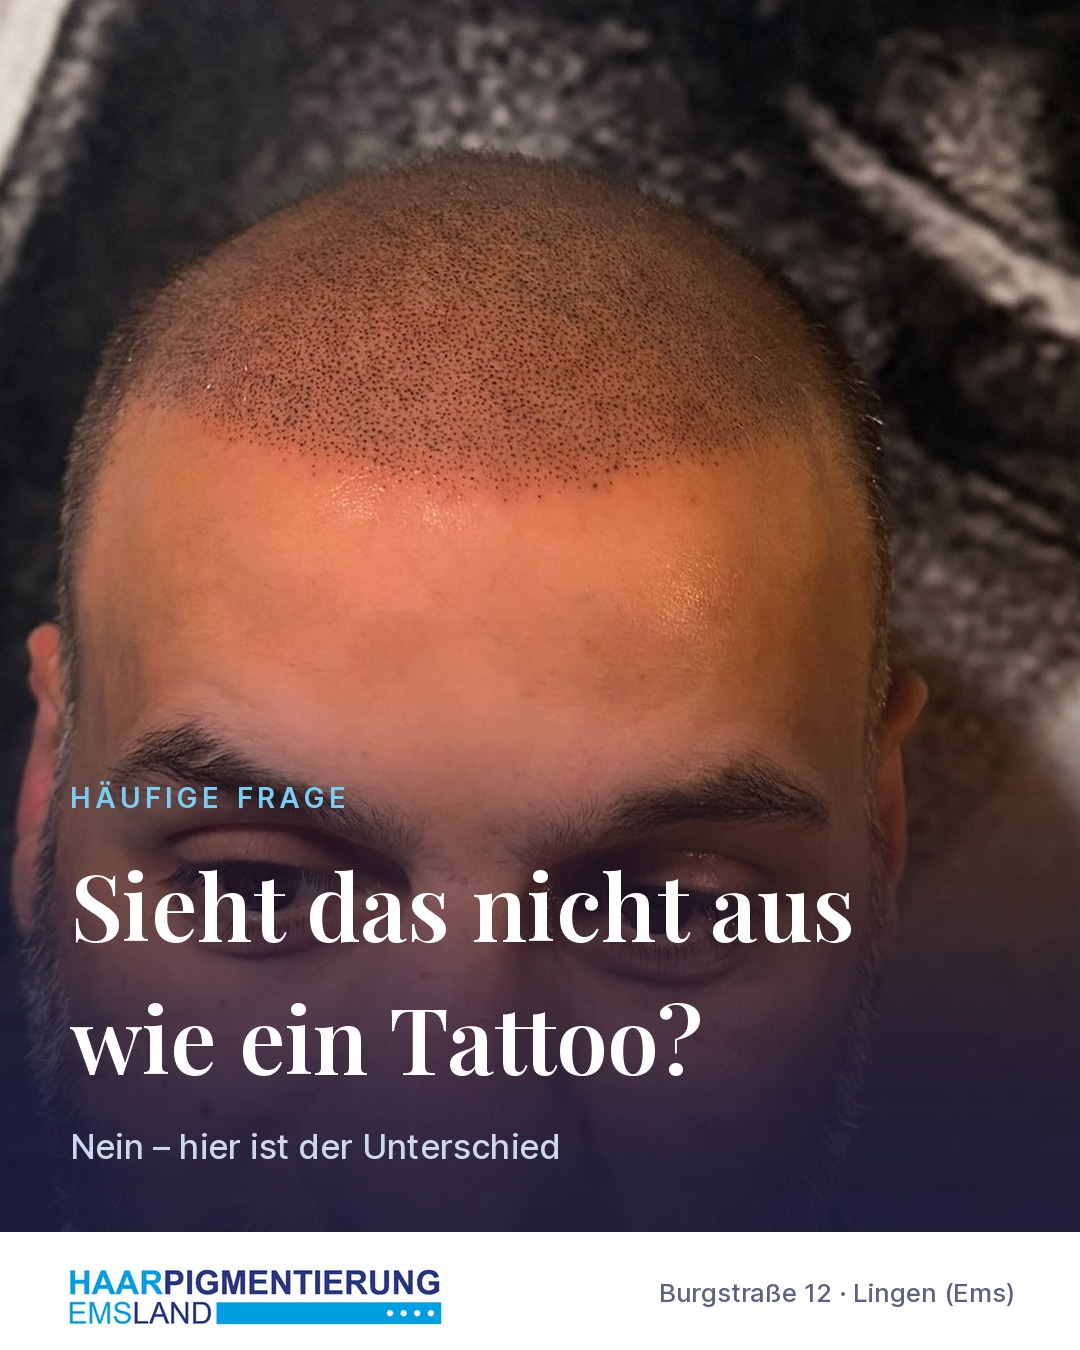 HÄUFIGE FRAGE
Sieht das nicht aus
wie ein Tattoo?
Nein – hier ist der Unterschied
HAARPIGMENTIERUNG
EMSLAND
Burgstraße 12 · Lingen (Ems)